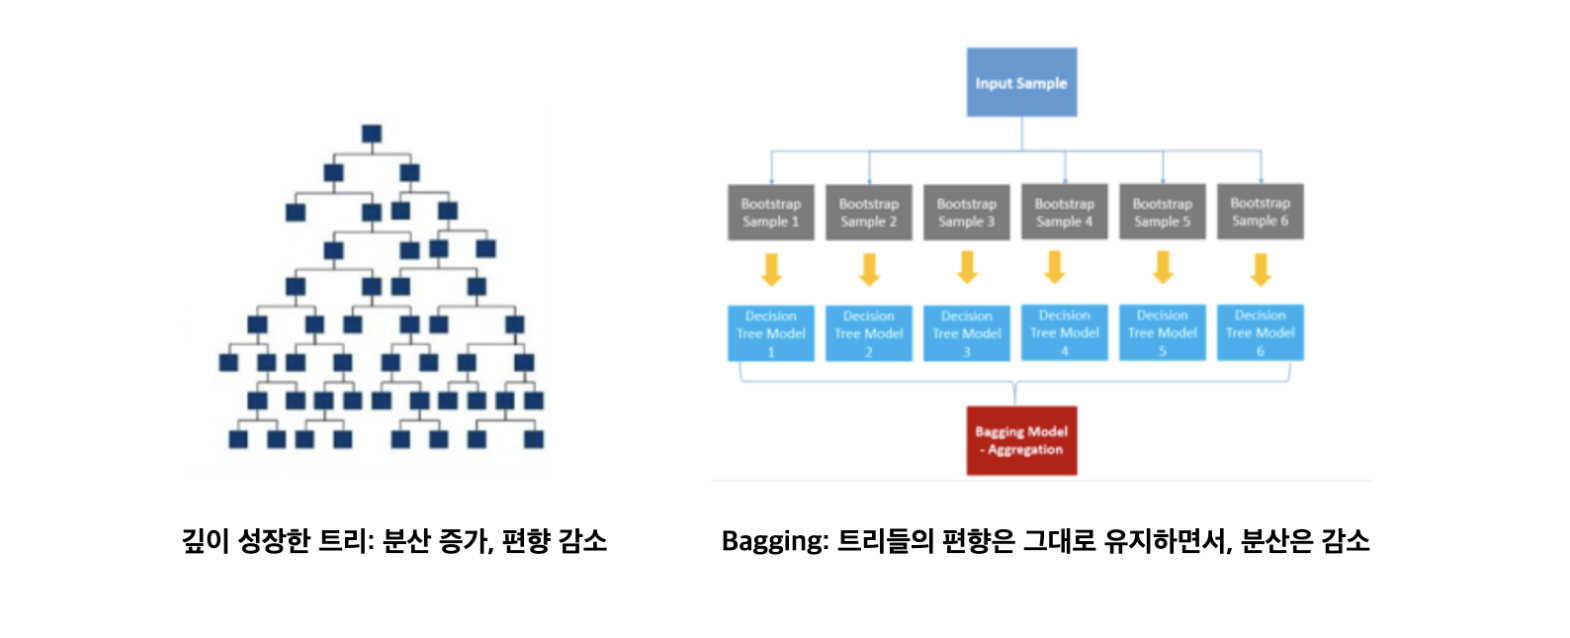 Input Sample
Bootstrap
Sample 1
Bootstrap
Sample 2
Bootstrap
Sample 3
Bootstrap
Sample 4
Bootstrap
Sample 5
Bootstrap
Sample 6
Decision
Tree Model
1
Decision
Tree Model
2
Decision
Tree Model
3
Decision
Tree Model
4
Decision
Tree Model
5
Decision
Tree Model
6
Bagging Model
- Aggregation
깊이 성장한 트리: 분산 증가, 편향 감소
Bagging: 트리들의 편향은 그대로 유지하면서, 분산은 감소